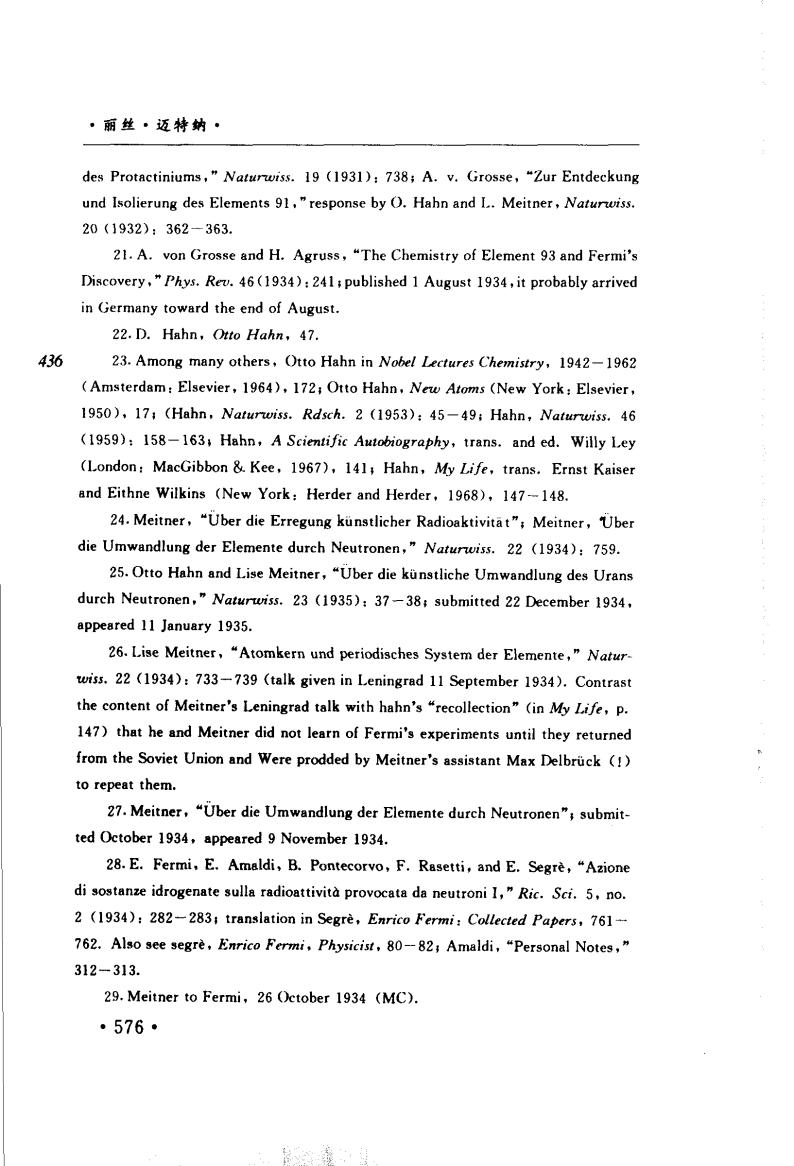 ·丽丝·迈特纳·
des Protactiniums,” Naturwiss. 19 (1931): 738; A. v. Grosse, “Zur Entdeckung
und Isolierung des Elements 91,” response by O. Hahn and L. Meitner, Naturwiss.
20 (1932): 362—363.
21. A. von Grosse and H. Agruss, “The Chemistry of Element 93 and Fermi's
Discovery,” Phys. Rev. 46 (1934): 241; published 1 August 1934, it probably arrived
in Germany toward the end of August.
22. D. Hahn, Otto Hahn, 47.
436 23. Among many others, Otto Hahn in Nobel Lectures Chemistry, 1942—1962
(Amsterdam: Elsevier, 1964), 172; Otto Hahn, New Atoms (New York: Elsevier,
1950), 17; (Hahn, Naturwiss. Rdsch. 2 (1953): 45—49; Hahn, Naturwiss. 46
(1959): 158—163; Hahn, A Scientific Autobiography, trans. and ed. Willy Ley
(London: MacGibbon & Kee, 1967), 141; Hahn, My Life, trans. Ernst Kaiser
and Eithne Wilkins (New York: Herder and Herder, 1968), 147—148.
24. Meitner, “Über die Erregung künstlicher Radioaktivität”; Meitner, “Über
die Umwandlung der Elemente durch Neutronen,” Naturwiss. 22 (1934): 759.
25. Otto Hahn and Lise Meitner, “Über die künstliche Umwandlung des Urans
durch Neutronen,” Naturwiss. 23 (1935): 37—38; submitted 22 December 1934,
appeared 11 January 1935.
26. Lise Meitner, “Atomkern und periodisches System der Elemente,” Natur-
wiss. 22 (1934): 733—739 (talk given in Leningrad 11 September 1934). Contrast
the content of Meitner's Leningrad talk with hahn's “recollection” (in My Life, p.
147) that he and Meitner did not learn of Fermi's experiments until they returned
from the Soviet Union and Were prodded by Meitner's assistant Max Delbrück (!)
to repeat them.
27. Meitner, “Über die Umwandlung der Elemente durch Neutronen”; submit-
ted October 1934, appeared 9 November 1934.
28. E. Fermi, E. Amaldi, B. Pontecorvo, F. Rasetti, and E. Segrè, “Azione
di sostanze idrogenate sulla radioattività provocata da neutroni I,” Ric. Sci. 5, no.
2 (1934): 282—283; translation in Segrè, Enrico Fermi: Collected Papers, 761—
762. Also see segrè, Enrico Fermi, Physicist, 80—82; Amaldi, “Personal Notes,”
312—313.
29. Meitner to Fermi, 26 October 1934 (MC).
·576·